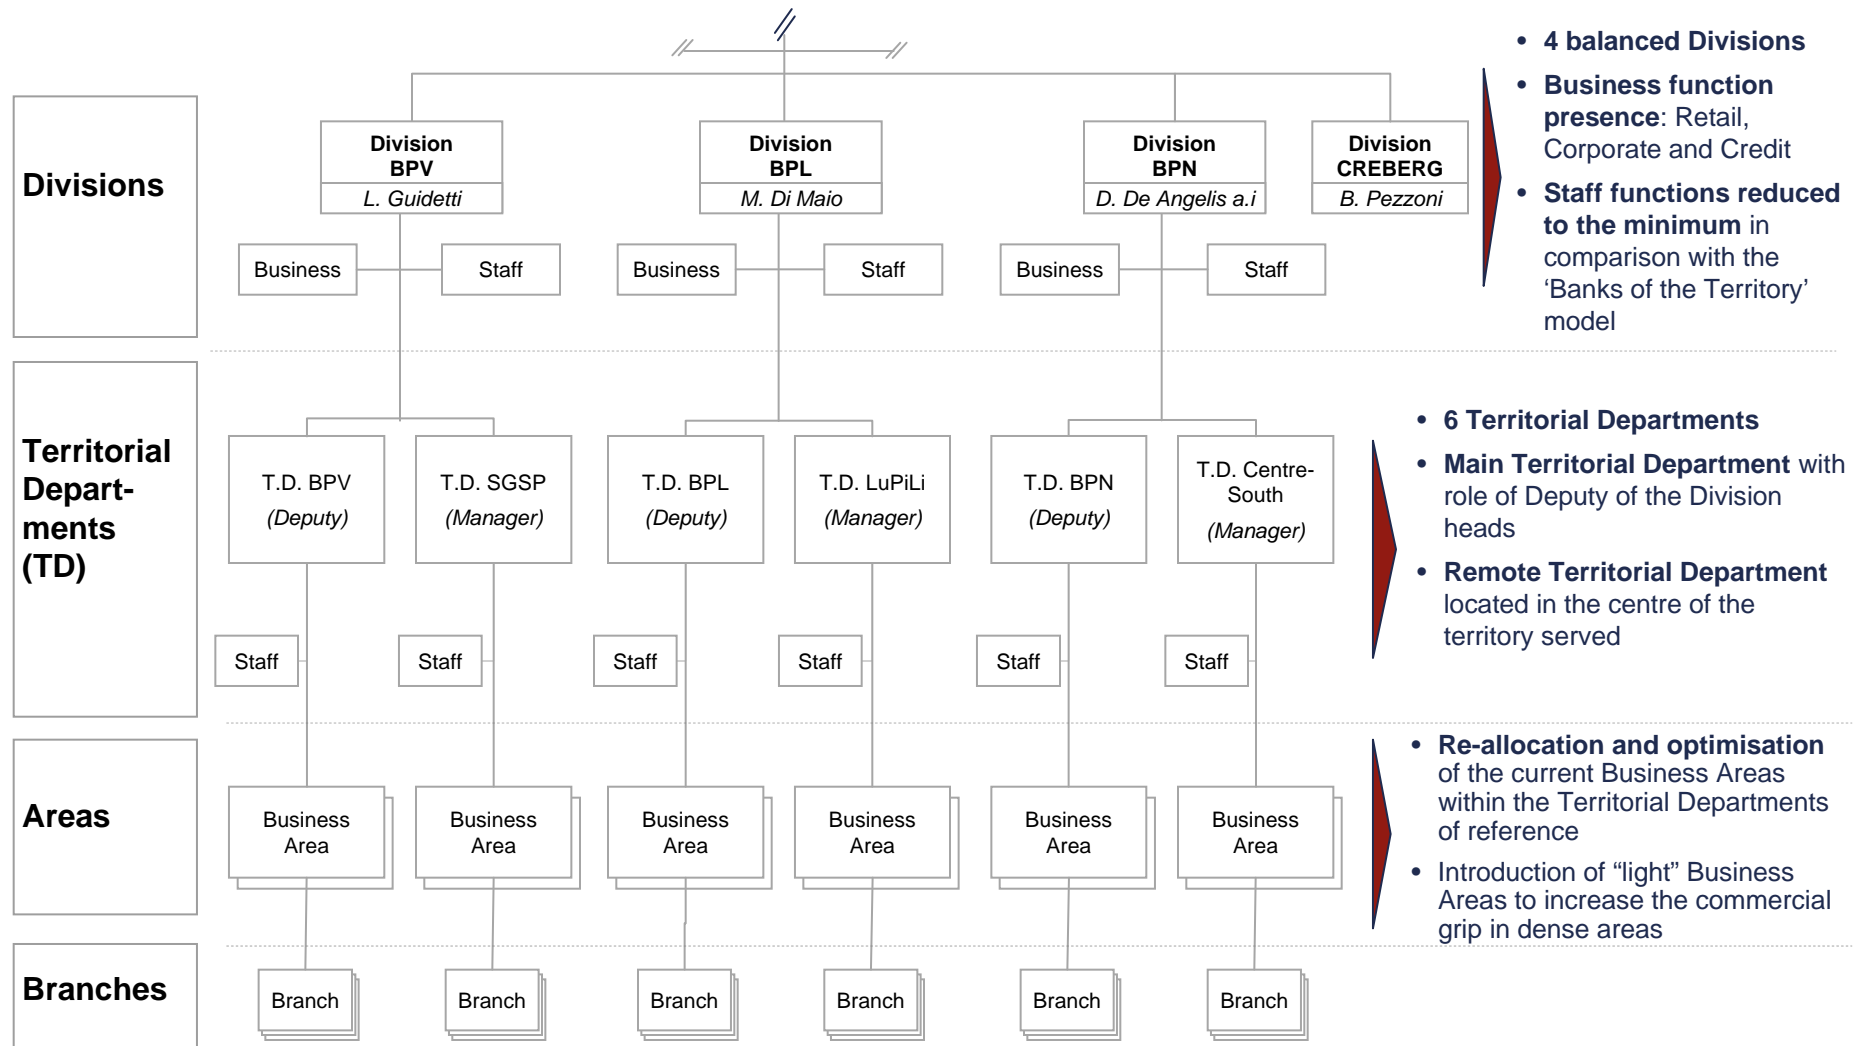 Divisions
Division
BPV
L. Guidetti
Division
BPL
M. Di Maio
Division
BPN
D. De Angelis a.i
Division
CREBERG
B. Pezzoni
Business
Staff
Business
Staff
Business
Staff
• 4 balanced Divisions
• Business function
presence: Retail,
Corporate and Credit
• Staff functions reduced
to the minimum in
comparison with the
‘Banks of the Territory’
model
Territorial
Depart-
ments
(TD)
T.D. BPV
(Deputy)
T.D. SGSP
(Manager)
T.D. BPL
(Deputy)
T.D. LuPiLi
(Manager)
T.D. BPN
(Deputy)
T.D. Centre-
South
(Manager)
Staff
Staff
Staff
Staff
Staff
Staff
• 6 Territorial Departments
• Main Territorial Department with
role of Deputy of the Division
heads
• Remote Territorial Department
located in the centre of the
territory served
Areas
Business
Area
Business
Area
Business
Area
Business
Area
Business
Area
Business
Area
• Re-allocation and optimisation
of the current Business Areas
within the Territorial Departments
of reference
• Introduction of “light” Business
Areas to increase the commercial
grip in dense areas
Branches
Branch
Branch
Branch
Branch
Branch
Branch